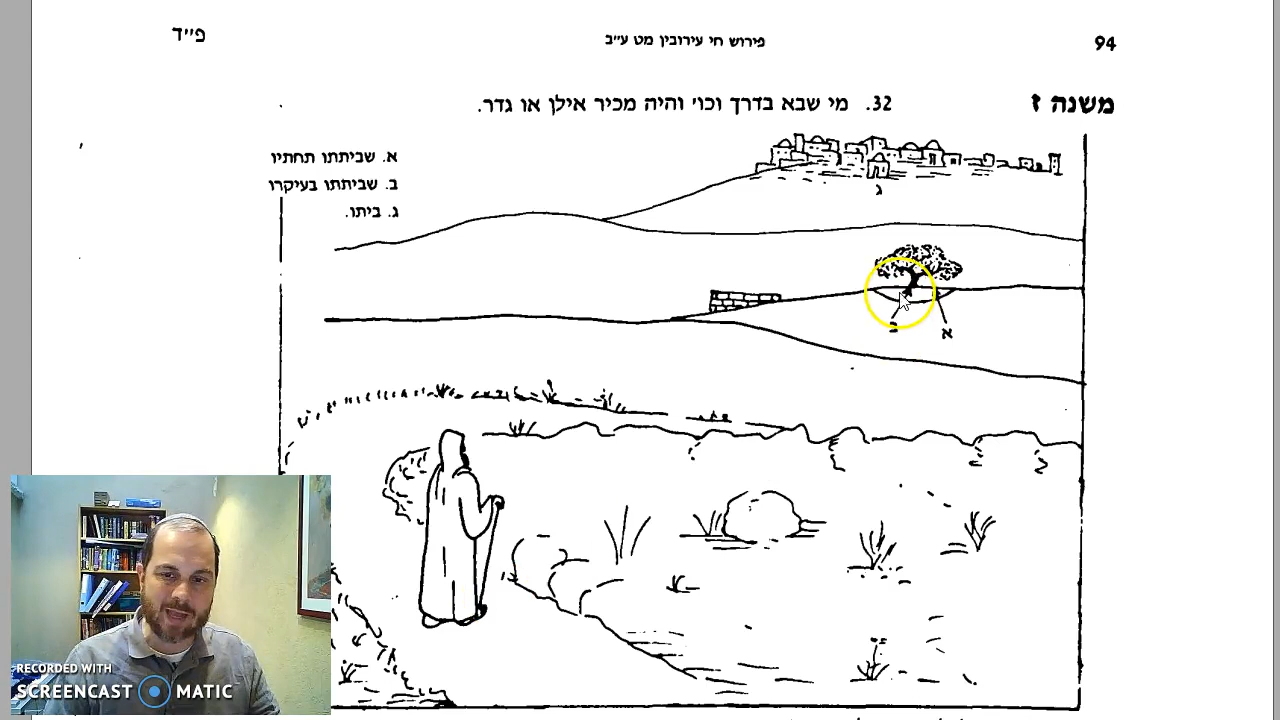 94
פירוש חי עירובין מט ע״ב
פ״ד
משנה ז
32. מי שבא בדרך וכו׳ והיה מכיר אילן או גדר.
א. שביתתו תחתיו
ב. שביתתו בעיקרו
ג. ביתו.
ג
ב
א
RECORDED WITH
SCREENCAST MATIC